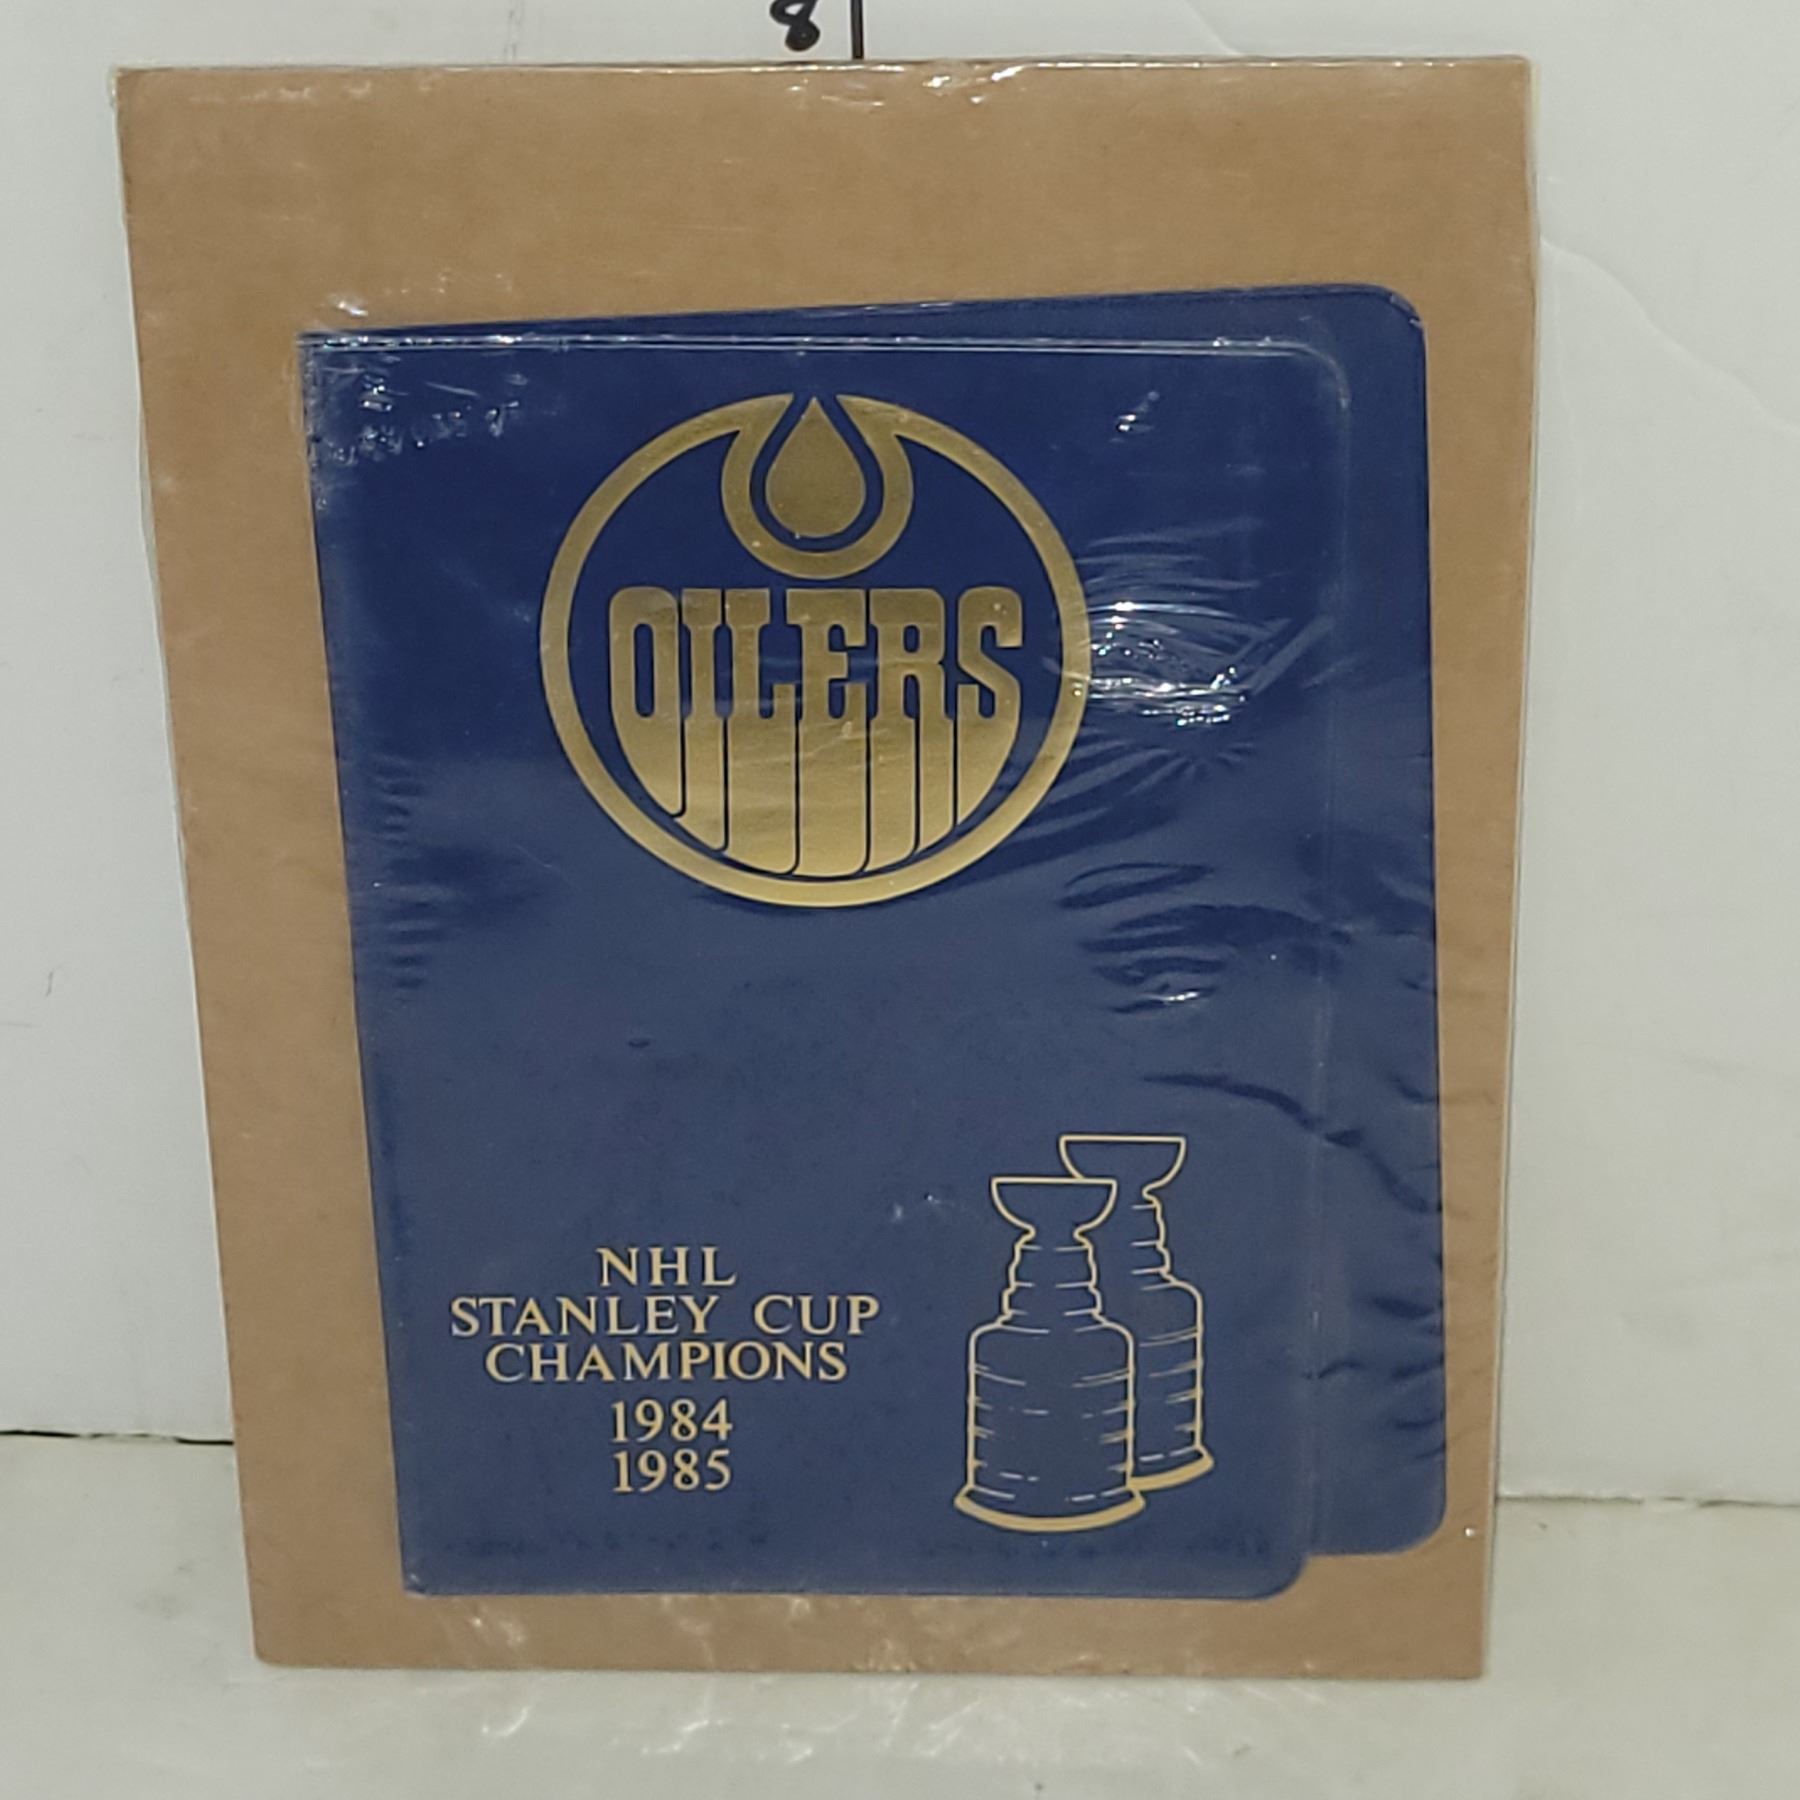 8
OILERS
NHL
STANLEY CUP
CHAMPIONS
1984
1985